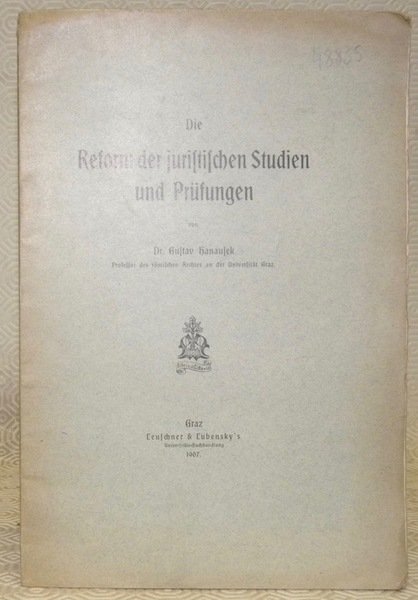 48835
Die
Reform der juristischen Studien
und Prüfungen
von
Dr. Gustav Hanausek
Professor des römischen Rechtes an der Universität Graz.
Graz
Leuschner & Lubensky's
Universitäts-Buchhandlung
1907.